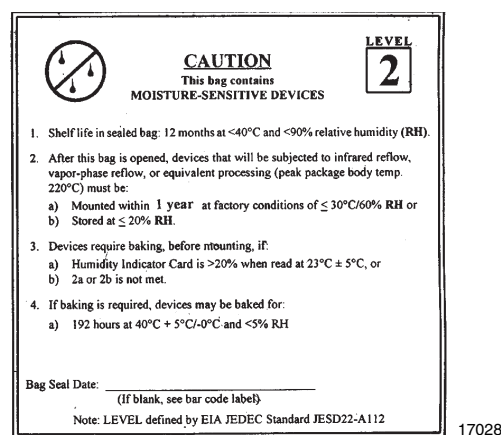 LEVEL
2
CAUTION
This bag contains
MOISTURE-SENSITIVE DEVICES
1. Shelf life in sealed bag: 12 months at <40°C and <90% relative humidity (RH).
2. After this bag is opened, devices that will be subjected to infrared reflow,
vapor-phase reflow, or equivalent processing (peak package body temp.
220°C) must be:
a) Mounted within 1 year at factory conditions of ≤ 30°C/60% RH or
b) Stored at ≤ 20% RH.
3. Devices require baking, before mounting, if:
a) Humidity Indicator Card is >20% when read at 23°C ± 5°C, or
b) 2a or 2b is not met.
4. If baking is required, devices may be baked for:
a) 192 hours at 40°C + 5°C/-0°C and <5% RH
Bag Seal Date:
(If blank, see bar code label)
Note: LEVEL defined by EIA JEDEC Standard JESD22-A112
17028